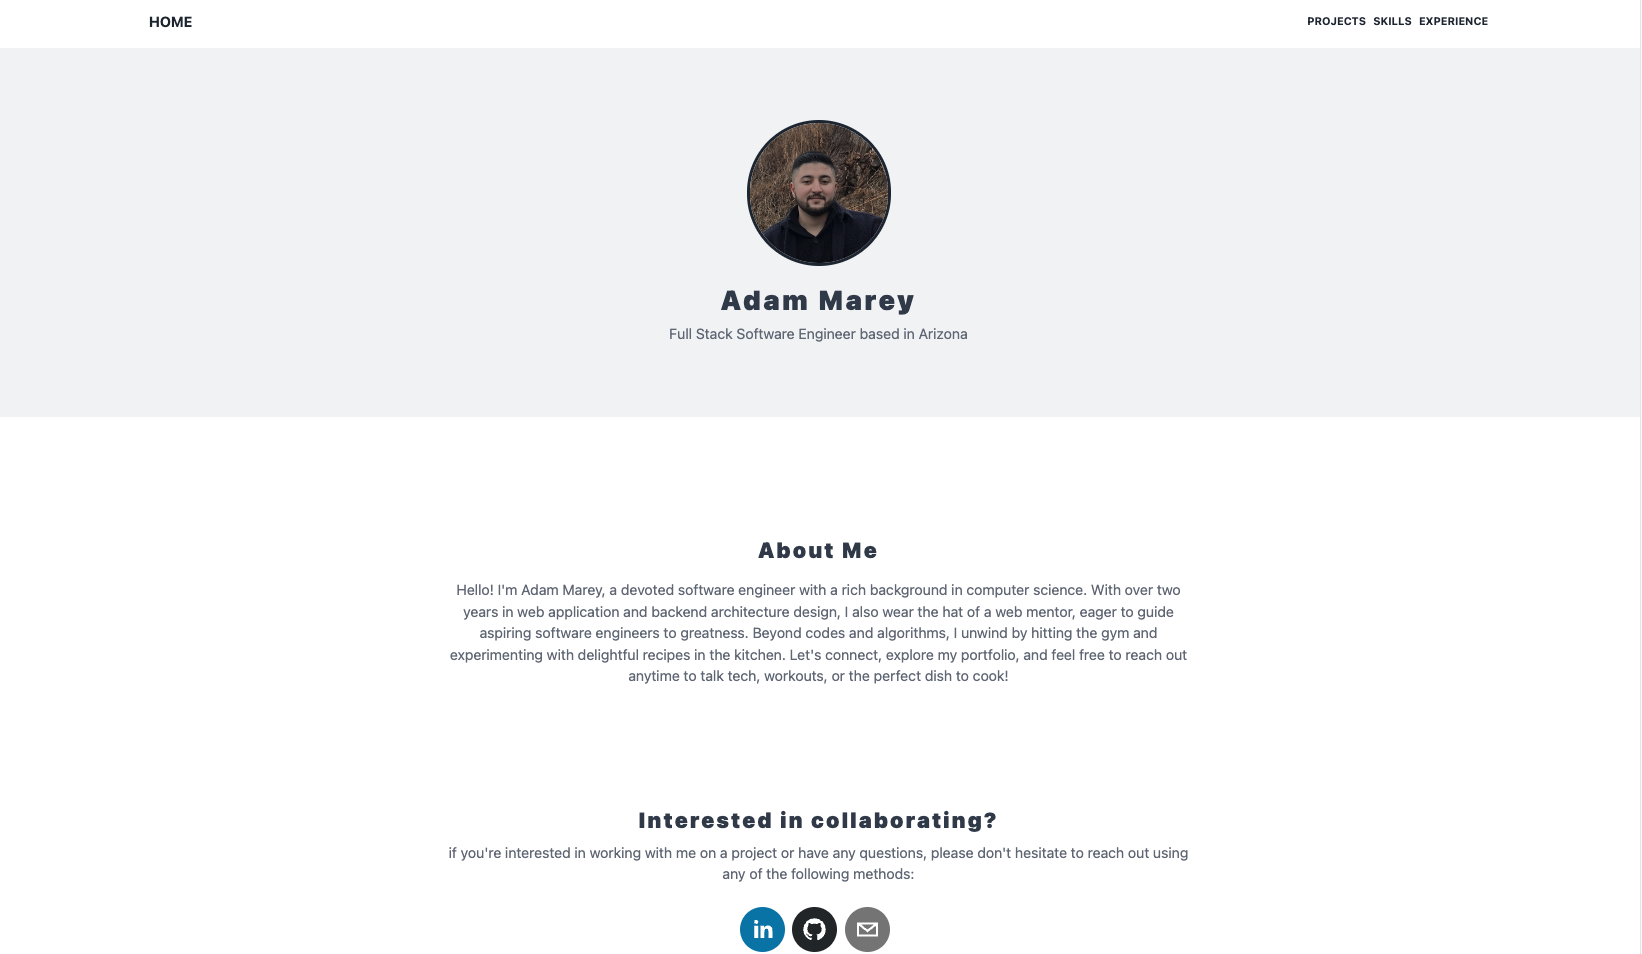 HOME
PROJECTS SKILLS EXPERIENCE
Adam Marey
Full Stack Software Engineer based in Arizona
About Me
Hello! I'm Adam Marey, a devoted software engineer with a rich background in computer science. With over two
years in web application and backend architecture design, I also wear the hat of a web mentor, eager to guide
aspiring software engineers to greatness. Beyond codes and algorithms, I unwind by hitting the gym and
experimenting with delightful recipes in the kitchen. Let's connect, explore my portfolio, and feel free to reach out
anytime to talk tech, workouts, or the perfect dish to cook!
Interested in collaborating?
if you're interested in working with me on a project or have any questions, please don't hesitate to reach out using
any of the following methods:
in